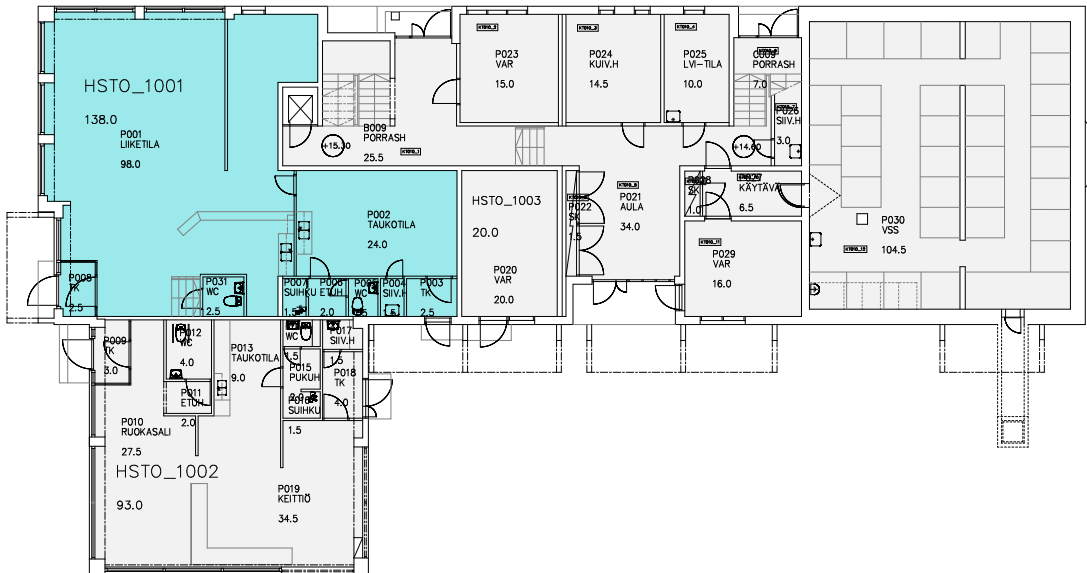 HSTO_1001
138.0
P001
LIIKETILA
98.0
P023
VAR
15.0
P024
KUIV.H
14.5
P025
LVI-TILA
10.0
C009
PORRASH
7.0
P026
SIIV.H
3.0
B009
PORRASH
25.5
+15.30
+14.60
P002
TAUKOTILA
24.0
HSTO_1003
20.0
P020
VAR
20.0
P022
SK
1.5
P021
AULA
34.0
P028
SK
1.0
KÄYTÄVÄ
6.5
P029
VAR
16.0
P030
VSS
104.5
P008
TK
2.5
P031
WC
2.5
P007
SUIHKU
1.5
P006
ETUH
2.0
P005
WC
P004
SIIV.H
P003
TK
2.5
P009
TK
3.0
P012
WC
4.0
P013
TAUKOTILA
9.0
WC
1.5
P017
SIIV.H
1.5
P015
PUKUH
2.0
P018
TK
4.0
P011
ETUH
2.0
P016
SUIHKU
1.5
P010
RUOKASALI
27.5
HSTO_1002
93.0
P019
KEITTIÖ
34.5